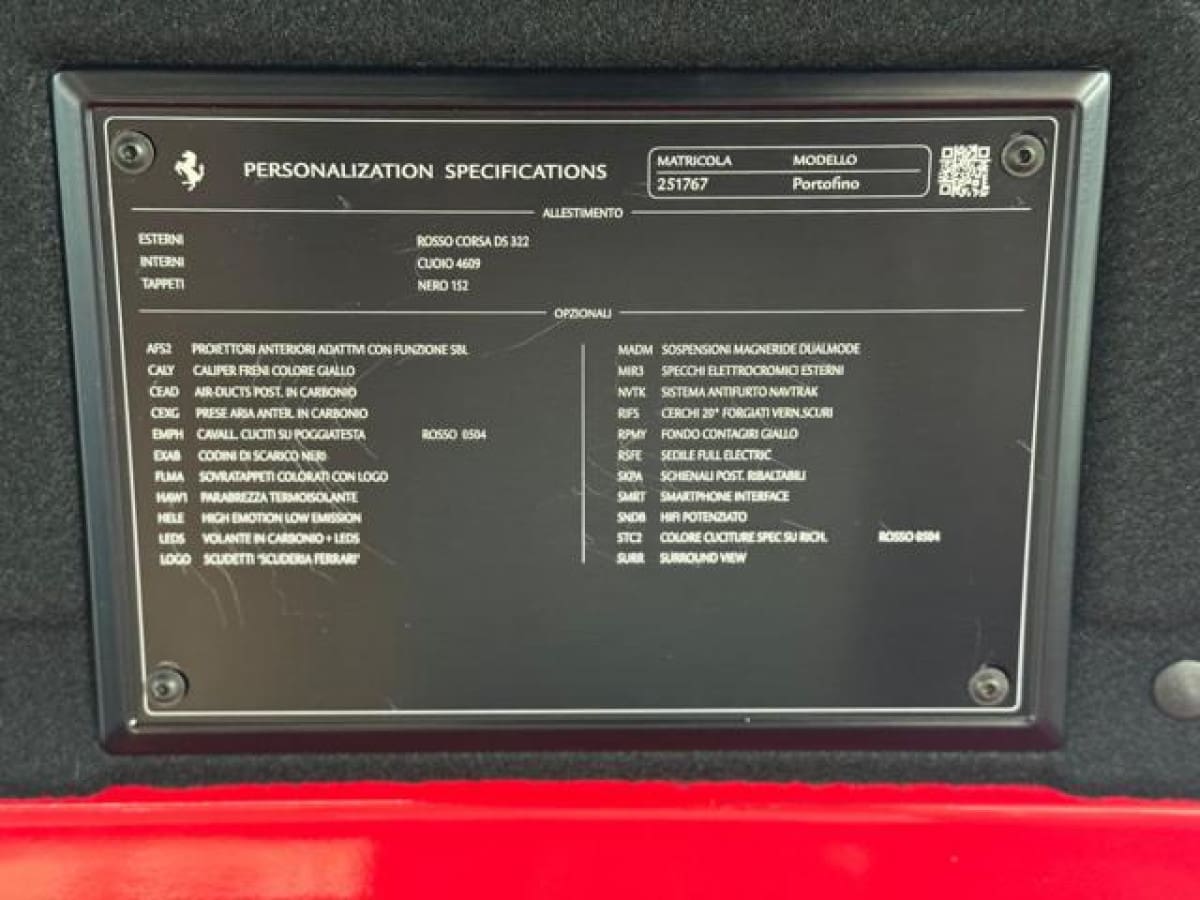 PERSONALIZATION SPECIFICATIONS
MATRICOLA MODELLO
251767 Portofino
ALLESTIMENTO
ESTERNI ROSSO CORSA DS 322
INTERNI CUOIO 4609
TAPPETI NERO 152
OPZIONALI
AFS2 PROIETTORI ANTERIORI ADATTIVI CON FUNZIONE SBL
CALY CALIPER FRENI COLORE GIALLO
CEAD AIR-DUCTS POST. IN CARBONIO
CEXG PRESE ARIA ANTER. IN CARBONIO
EMPH CAVALL. CUCITI SU POGGIATESTA ROSSO 0504
EXAB CODINI DI SCARICO NERI
FLMA SOVRATAPPETI COLORATI CON LOGO
HAW1 PARABREZZA TERMOISOLANTE
HELE HIGH EMOTION LOW EMISSION
LEDS VOLANTE IN CARBONIO + LEDS
LOGO SCUDETTI "SCUDERIA FERRARI"
MADM SOSPENSIONI MAGNERIDE DUALMODE
MIR3 SPECCHI ELETTROCROMICI ESTERNI
NVTK SISTEMA ANTIFURTO NAVTRAK
RIFS CERCHI 20" FORGIATI VERN.SCURI
RPMY FONDO CONTAGIRI GIALLO
RSFE SEDILE FULL ELECTRIC
SKPA SCHIENALI POST. RIBALTABILI
SMRT SMARTPHONE INTERFACE
SNDB HIFI POTENZIATO
STC2 COLORE CUCITURE SPEC SU RICH. ROSSO 0504
SURR SURROUND VIEW